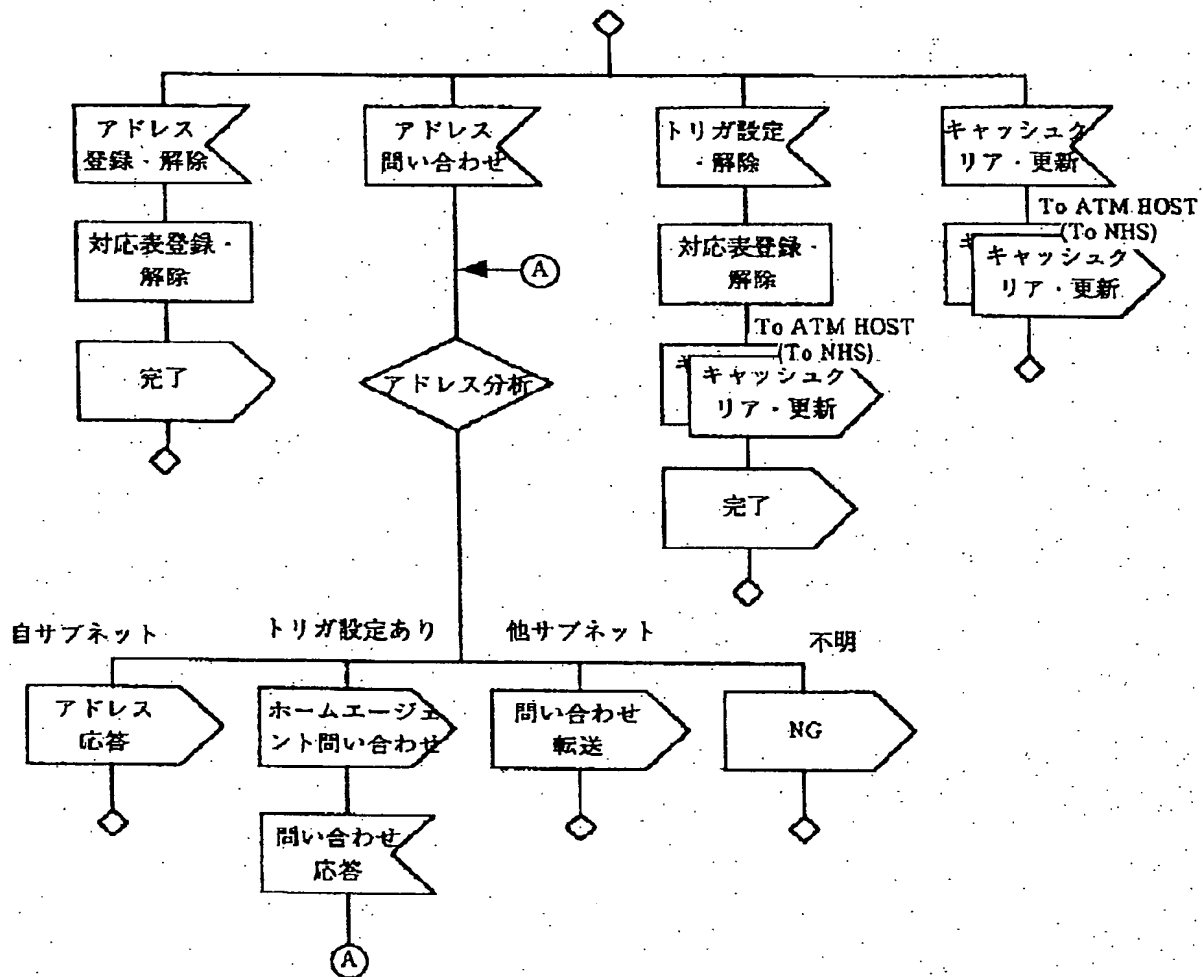 アドレス
登録・解除
アドレス
問い合わせ
トリガ設定
・解除
キャッシュク
リア・更新
対応表登録・
解除
A
対応表登録・
解除
To ATM HOST
(To NHS)
キ
キャッシュク
リア・更新
完了
アドレス分析
To ATM HOST
(To NHS)
キ
キャッシュク
リア・更新
完了
自サブネット
トリガ設定あり
他サブネット
不明
アドレス
応答
ホームエージェ
ント問い合わせ
問い合わせ
転送
NG
問い合わせ
応答
A